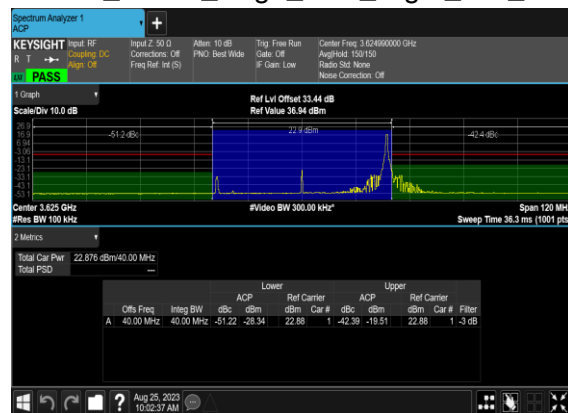 Spectrum Analyzer 1
ACP
+
KEYSIGHT Input: RF Input Z: 50 Ω Atten: 10 dB Trig: Free Run Center Freq: 3.624990000 GHz
R T Coupling: DC Corrections: Off PNO: Best Wide Gate: Off Avg|Hold: 150/150
Align: Off Freq Ref: Int (S) IF Gain: Low Radio Std: None
PASS Noise Correction: Off
1 Graph Ref Lvl Offset 33.44 dB
Scale/Div 10.0 dB Ref Value 36.94 dBm
26.9
16.9 -51.2 dBc 22.9 dBm -42.4 dBc
6.94
-3.06
-13.1
-23.1
-33.1
-43.1
-53.1
Center 3.625 GHz #Video BW 300.00 kHz* Span 120 MHz
#Res BW 100 kHz Sweep Time 36.3 ms (1001 pts
2 Metrics
Total Car Pwr 22.876 dBm/40.00 MHz
Total PSD ---
Lower Upper
ACP Ref Carrier ACP Ref Carrier
Offs Freq Integ BW dBc dBm dBm Car # dBc dBm dBm Car # Filter
A 40.00 MHz 40.00 MHz -51.22 -28.34 22.88 1 -42.39 -19.51 22.88 1 -3 dB
? Aug 25, 2023
10:02:37 AM